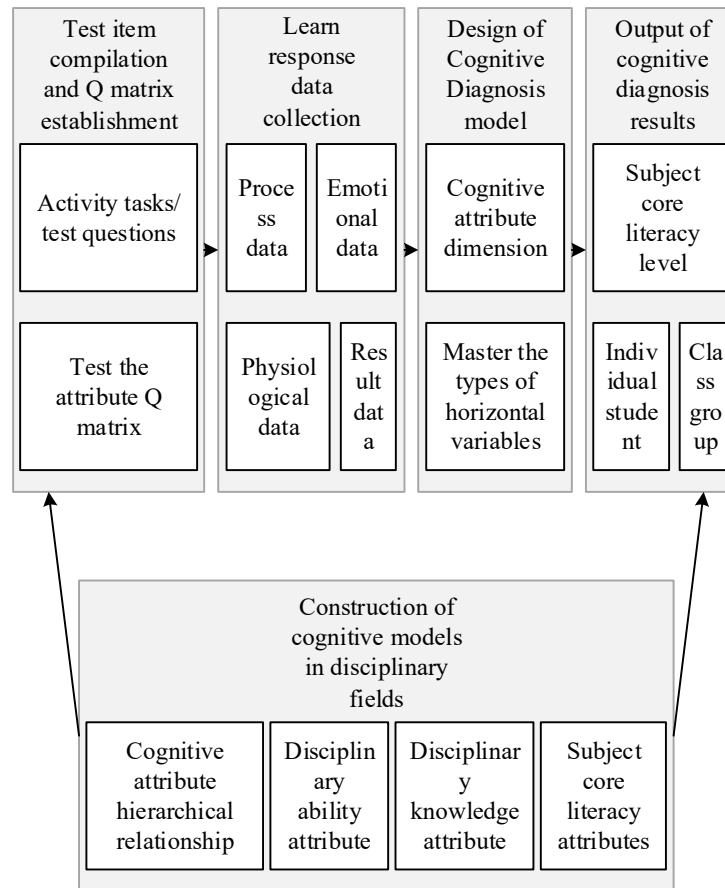 Test item
compilation
and Q matrix
establishment
Activity tasks/
test questions
Test the
attribute Q
matrix
Learn
response
data
collection
Proce
ss
data
Emoti
onal
data
Physiol
ogical
data
Res
ult
dat
a
Design of
Cognitive
Diagnosis
model
Cognitive
attribute
dimension
Master the
types of
horizontal
variables
Output of
cognitive
diagnosis
results
Subject
core
literacy
level
Indiv
idual
stude
nt
Cla
ss
gro
up
Construction of
cognitive models
in disciplinary
fields
Cognitive
attribute
hierarchical
relationship
Disciplin
ary
ability
attribute
Disciplinar
y
knowledge
attribute
Subject
core
literacy
attributes